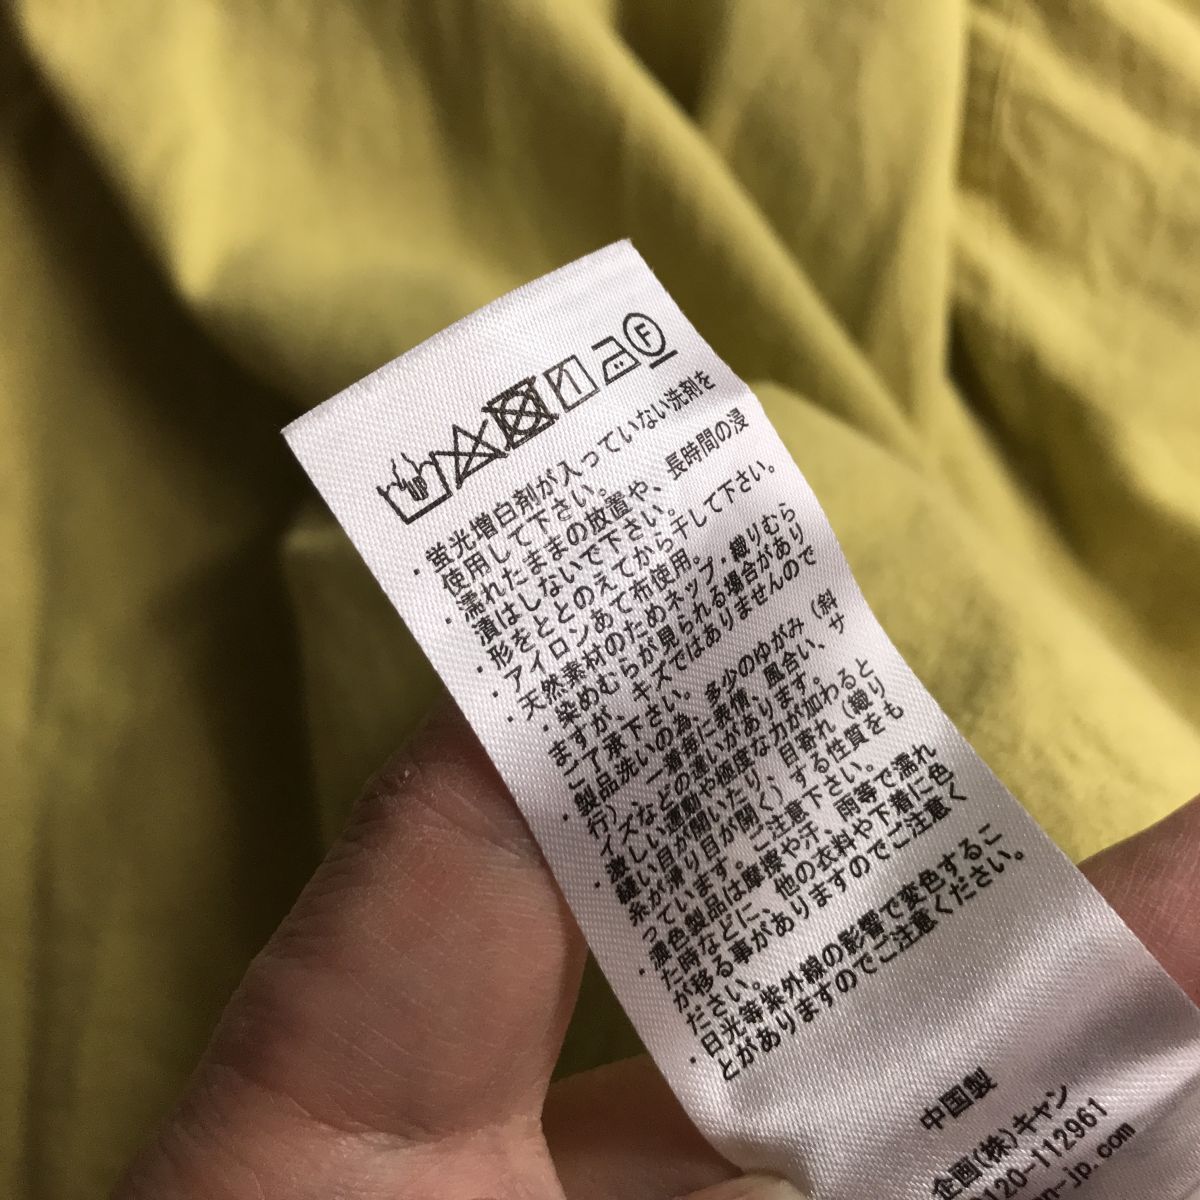 F
・蛍光増白剤が入っていない洗剤を
使用して下さい。
・濡れたままの放置や、長時間の浸
漬はしないで下さい。
・形をととのえてから干して下さい。
・アイロンあて布使用。
・天然素材のためネップ・織りむら
・染めむらが見られる場合があり
ますが、キズではありませんので
ご了承下さい。
・製品洗いの為、多少のゆがみ(斜
行)、一着毎に表情、風合い、サ
イズなどの違いがあります。
・激しい運動や極度な力が加わると
縫い目が開いたり、目寄れ(織り
糸が滑り目が開く)する性質をも
っています。ご注意下さい。
・濃色製品は摩擦や汗、雨等で濡れ
た時などに、他の衣料や下着に色
が移る事がありますのでご注意く
ださい。
・日光等紫外線の影響で変色するこ
とがありますのでご注意ください。
中国製
企画(株)キャン
20-112961
-jp.com